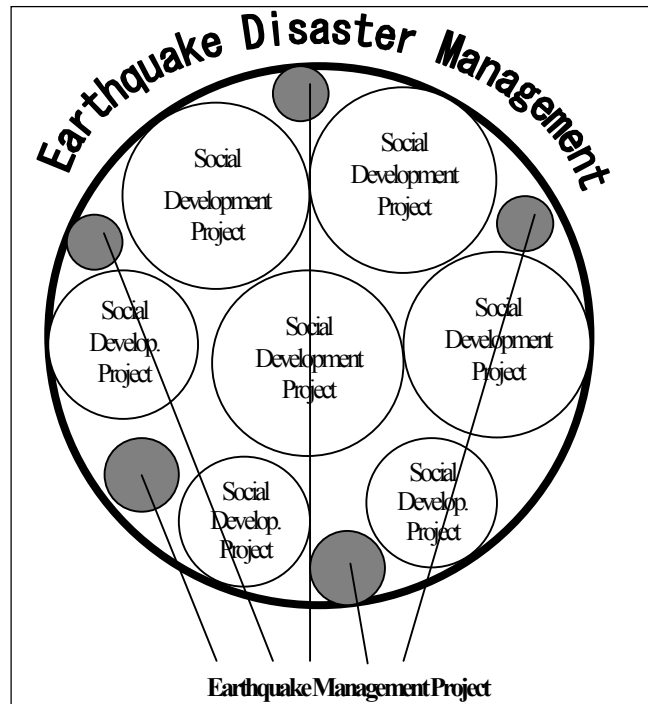 Earthquake Disaster Management
Social
Development
Project
Social
Development
Project
Social
Develop.
Project
Social
Development
Project
Social
Development
Project
Social
Develop.
Project
Social
Develop.
Project
Earthquake Management Project